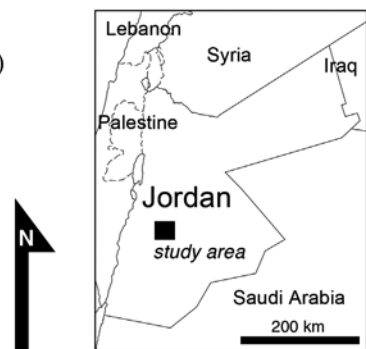 Lebanon
)
Syria
Iraq
Palestine
Jordan
N
study area
Saudi Arabia
200 km